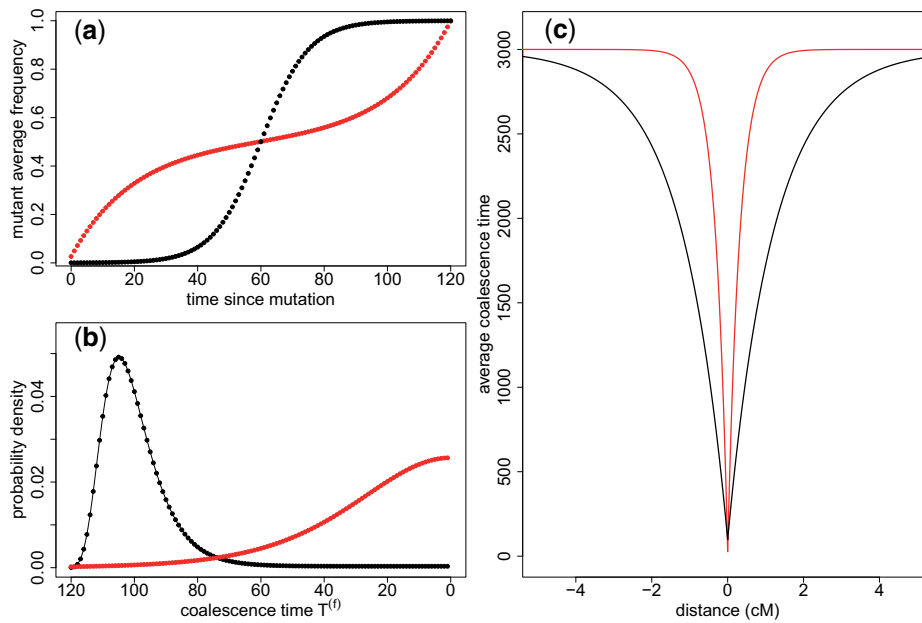 (a)
mutant average frequency
0.0 0.2 0.4 0.6 0.8 1.0
0 20 40 60 80 100 120
time since mutation
(b)
probability density
0.00 0.02 0.04
120 100 80 60 40 20 0
coalescence time T(f)
(c)
average coalescence time
0 500 1000 1500 2000 2500 3000
−4 −2 0 2 4
distance (cM)